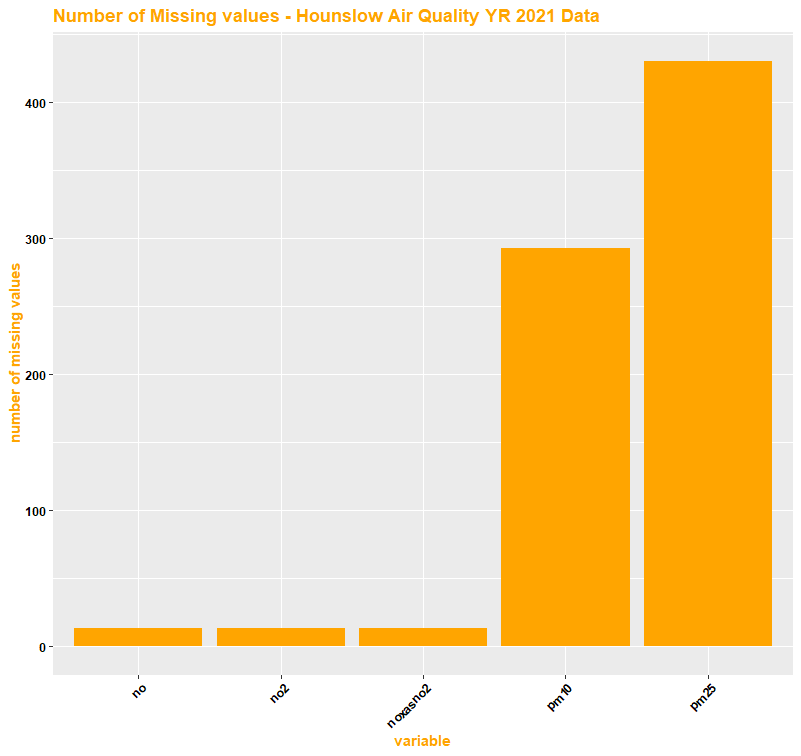 Number of Missing values - Hounslow Air Quality YR 2021 Data
number of missing values
400
300
200
100
0
no
no2
noxasno2
pm10
pm25
variable